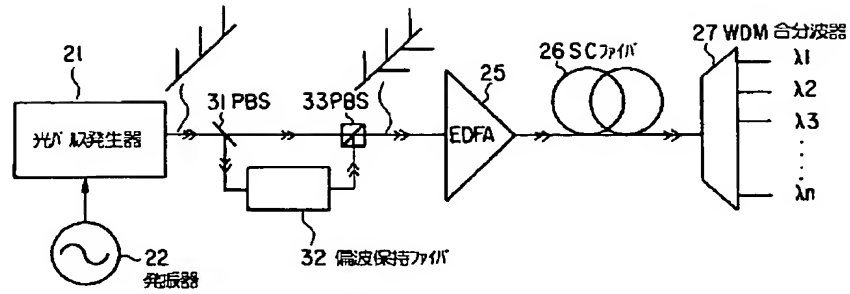 21
光パルス発生器
22
発振器
31 PBS
33PBS
32 偏波保持ファイバ
25
EDFA
26 SCファイバ
27 WDM 合分波器
λ1
λ2
λ3
λn